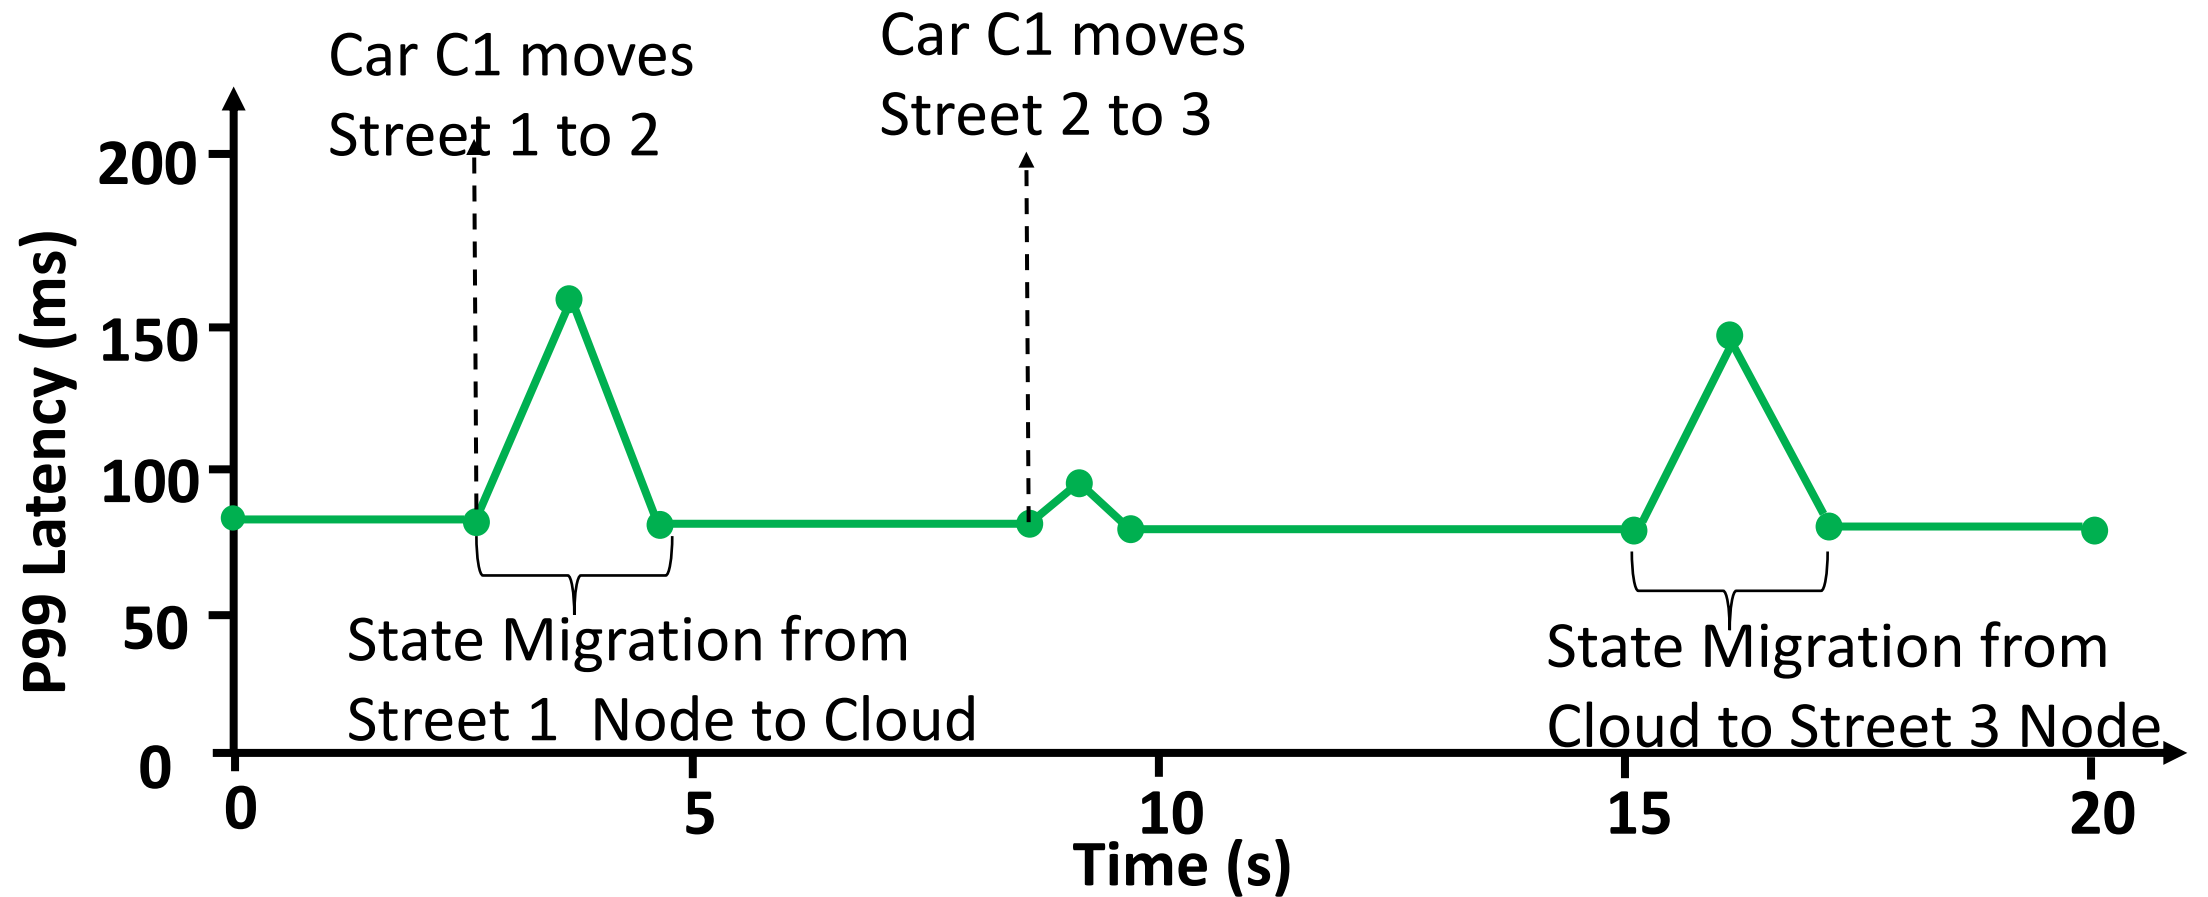 Car C1 moves
Street 1 to 2
Car C1 moves
Street 2 to 3
P99 Latency (ms)
200
150
100
50
0
State Migration from
Street 1 Node to Cloud
State Migration from
Cloud to Street 3 Node
0
5
10
15
20
Time (s)